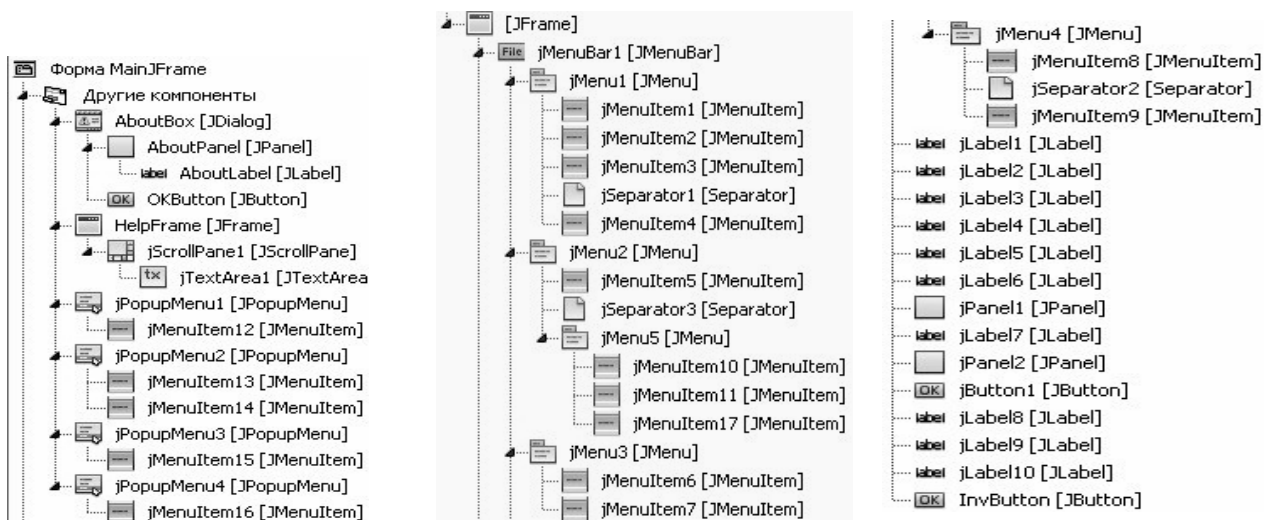 Форма MainJFrame
Другие компоненты
AboutBox [JDialog]
AboutPanel [JPanel]
label AboutLabel [JLabel]
OK OKButton [JButton]
HelpFrame [JFrame]
jScrollPane1 [JScrollPane]
tx jTextArea1 [JTextArea
jPopupMenu1 [JPopupMenu]
jMenuItem12 [JMenuItem]
jPopupMenu2 [JPopupMenu]
jMenuItem13 [JMenuItem]
jMenuItem14 [JMenuItem]
jPopupMenu3 [JPopupMenu]
jMenuItem15 [JMenuItem]
jPopupMenu4 [JPopupMenu]
jMenuItem16 [JMenuItem]
[JFrame]
File jMenuBar1 [JMenuBar]
jMenu1 [JMenu]
jMenuItem1 [JMenuItem]
jMenuItem2 [JMenuItem]
jMenuItem3 [JMenuItem]
jSeparator1 [Separator]
jMenuItem4 [JMenuItem]
jMenu2 [JMenu]
jMenuItem5 [JMenuItem]
jSeparator3 [Separator]
jMenu5 [JMenu]
jMenuItem10 [JMenuItem]
jMenuItem11 [JMenuItem]
jMenuItem17 [JMenuItem]
jMenu3 [JMenu]
jMenuItem6 [JMenuItem]
jMenuItem7 [JMenuItem]
jMenu4 [JMenu]
jMenuItem8 [JMenuItem]
jSeparator2 [Separator]
jMenuItem9 [JMenuItem]
label jLabel1 [JLabel]
label jLabel2 [JLabel]
label jLabel3 [JLabel]
label jLabel4 [JLabel]
label jLabel5 [JLabel]
label jLabel6 [JLabel]
jPanel1 [JPanel]
label jLabel7 [JLabel]
jPanel2 [JPanel]
OK jButton1 [JButton]
label jLabel8 [JLabel]
label jLabel9 [JLabel]
label jLabel10 [JLabel]
OK InvButton [JButton]